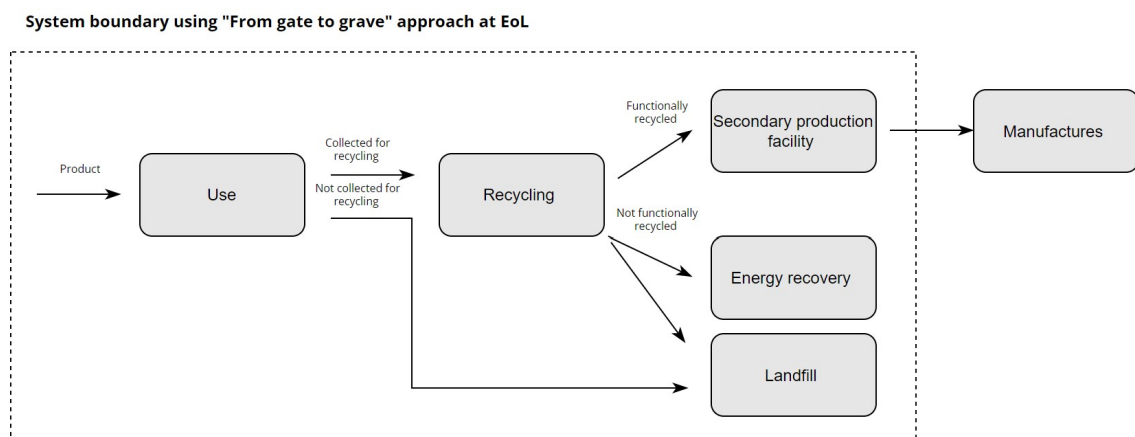 System boundary using "From gate to grave" approach at EoL
Product
Use
Collected for
recycling
Not collected for
recycling
Recycling
Functionally
recycled
Not functionally
recycled
Secondary production
facility
Manufactures
Energy recovery
Landfill